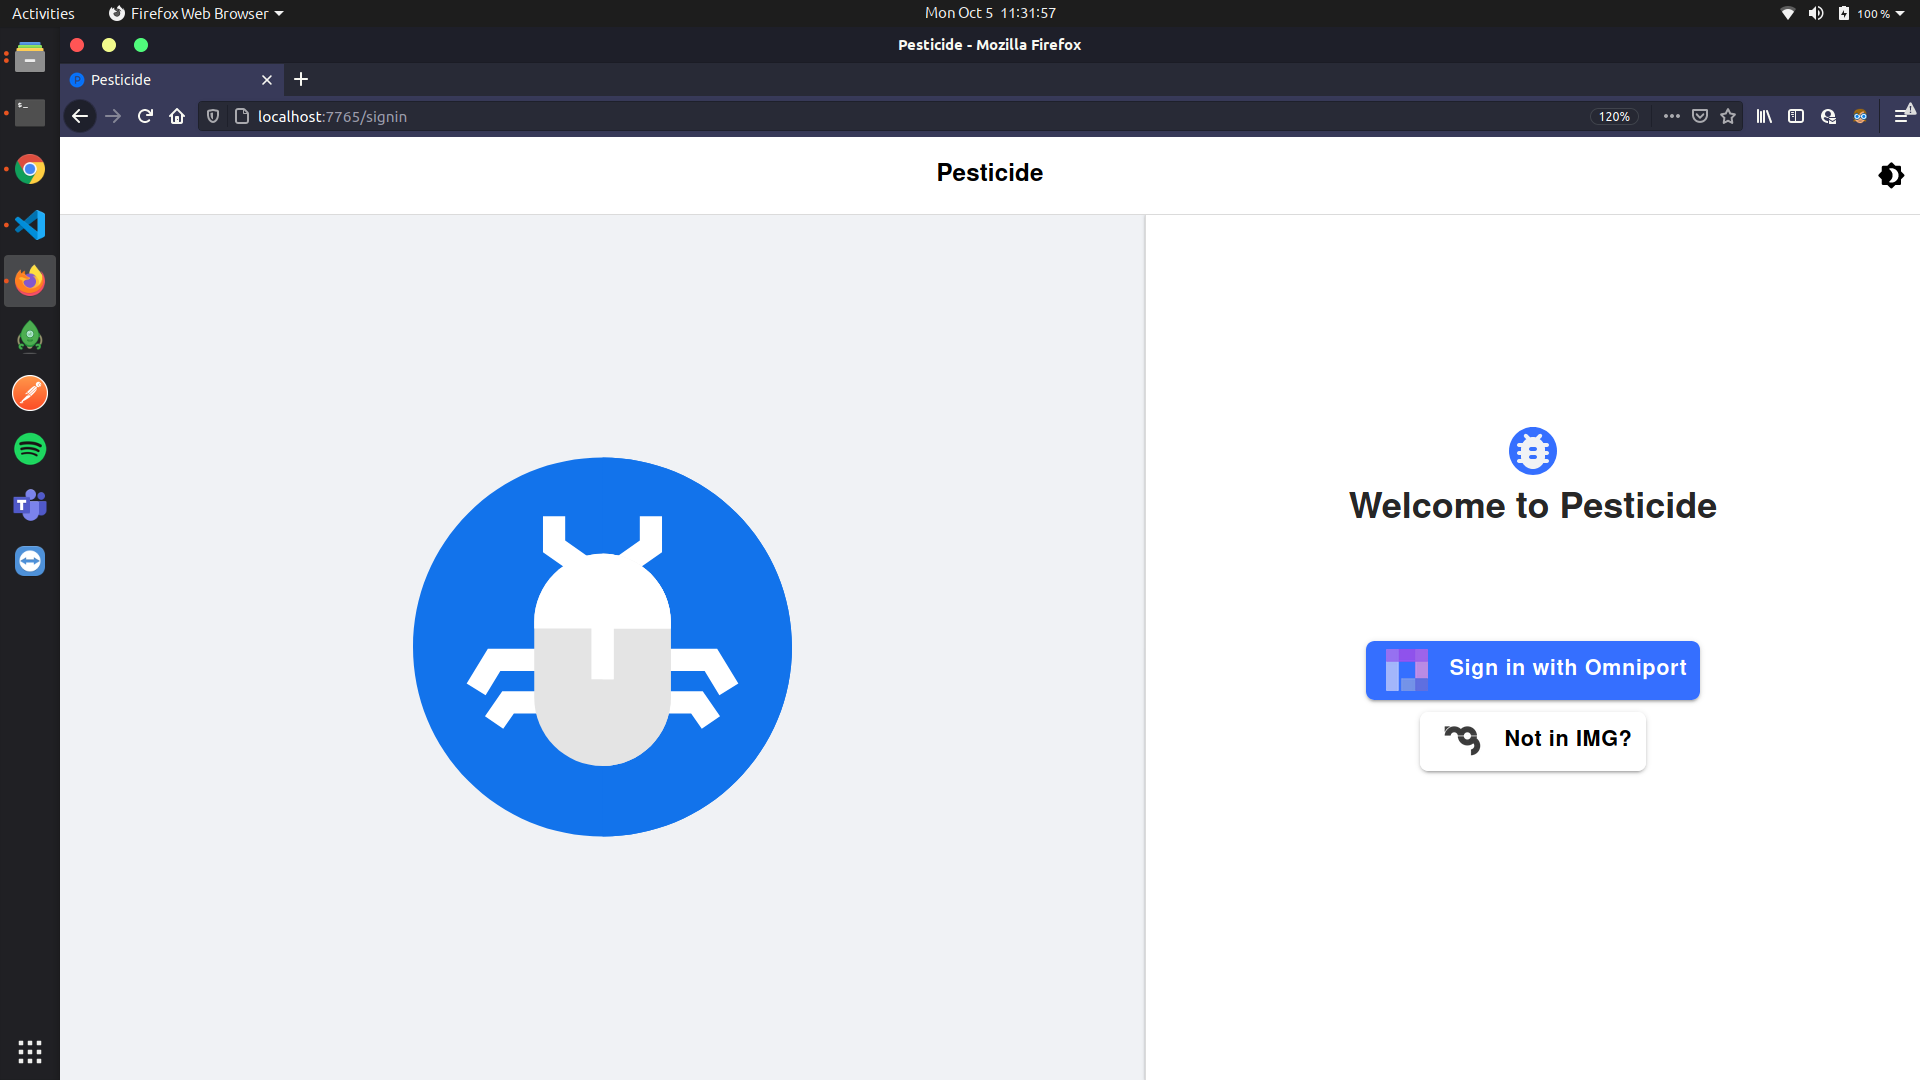 Activities
Firefox Web Browser
Mon Oct 5 11:31:57
100 %
Pesticide - Mozilla Firefox
Pesticide
localhost:7765/signin
120%
Pesticide
Welcome to Pesticide
Sign in with Omniport
Not in IMG?